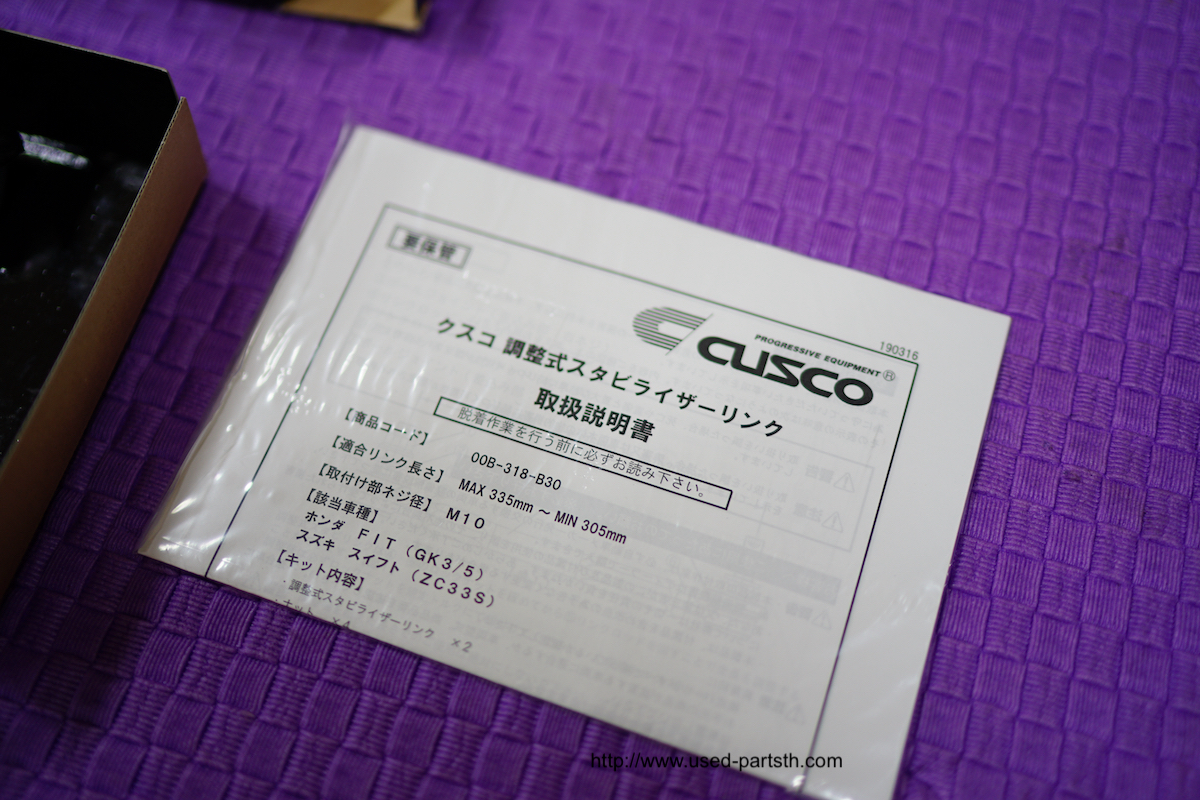 要保管
190316
PROGRESSIVE EQUIPMENT®
CUSCO
クスコ 調整式スタビライザーリンク
取扱説明書
脱着作業を行う前に必ずお読み下さい。
【商品コード】
00B-318-B30
【適合リンク長さ】 MAX 335mm ～ MIN 305mm
【取付け部ネジ径】 M10
【該当車種】
ホンダ FIT（GK3/5）
スズキ スイフト（ZC33S）
【キット内容】
・調整式スタビライザーリンク ×2
・ナット ×4
http://www.used-partsth.com